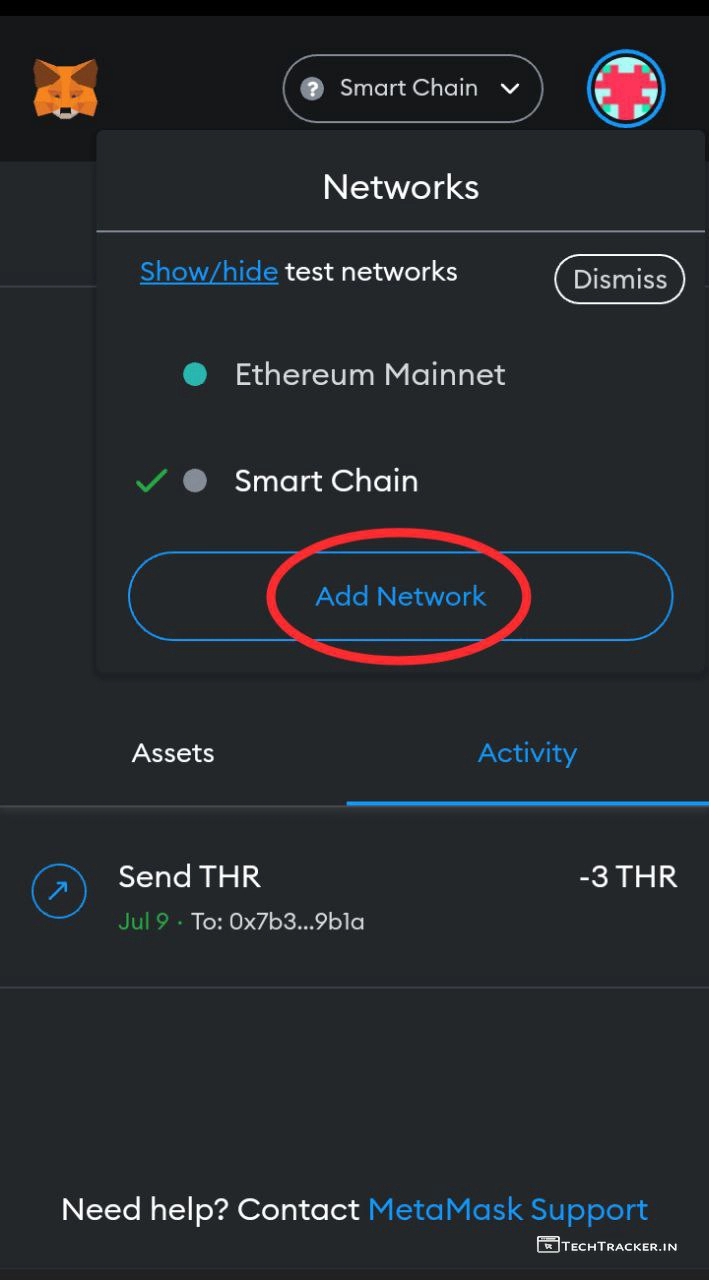 ? Smart Chain
Networks
Show/hide test networks
Dismiss
Ethereum Mainnet
Smart Chain
Add Network
Assets
Activity
Send THR
-3 THR
Jul 9 · To: 0x7b3...9b1a
Need help? Contact MetaMask Support
TECHTRACKER.IN